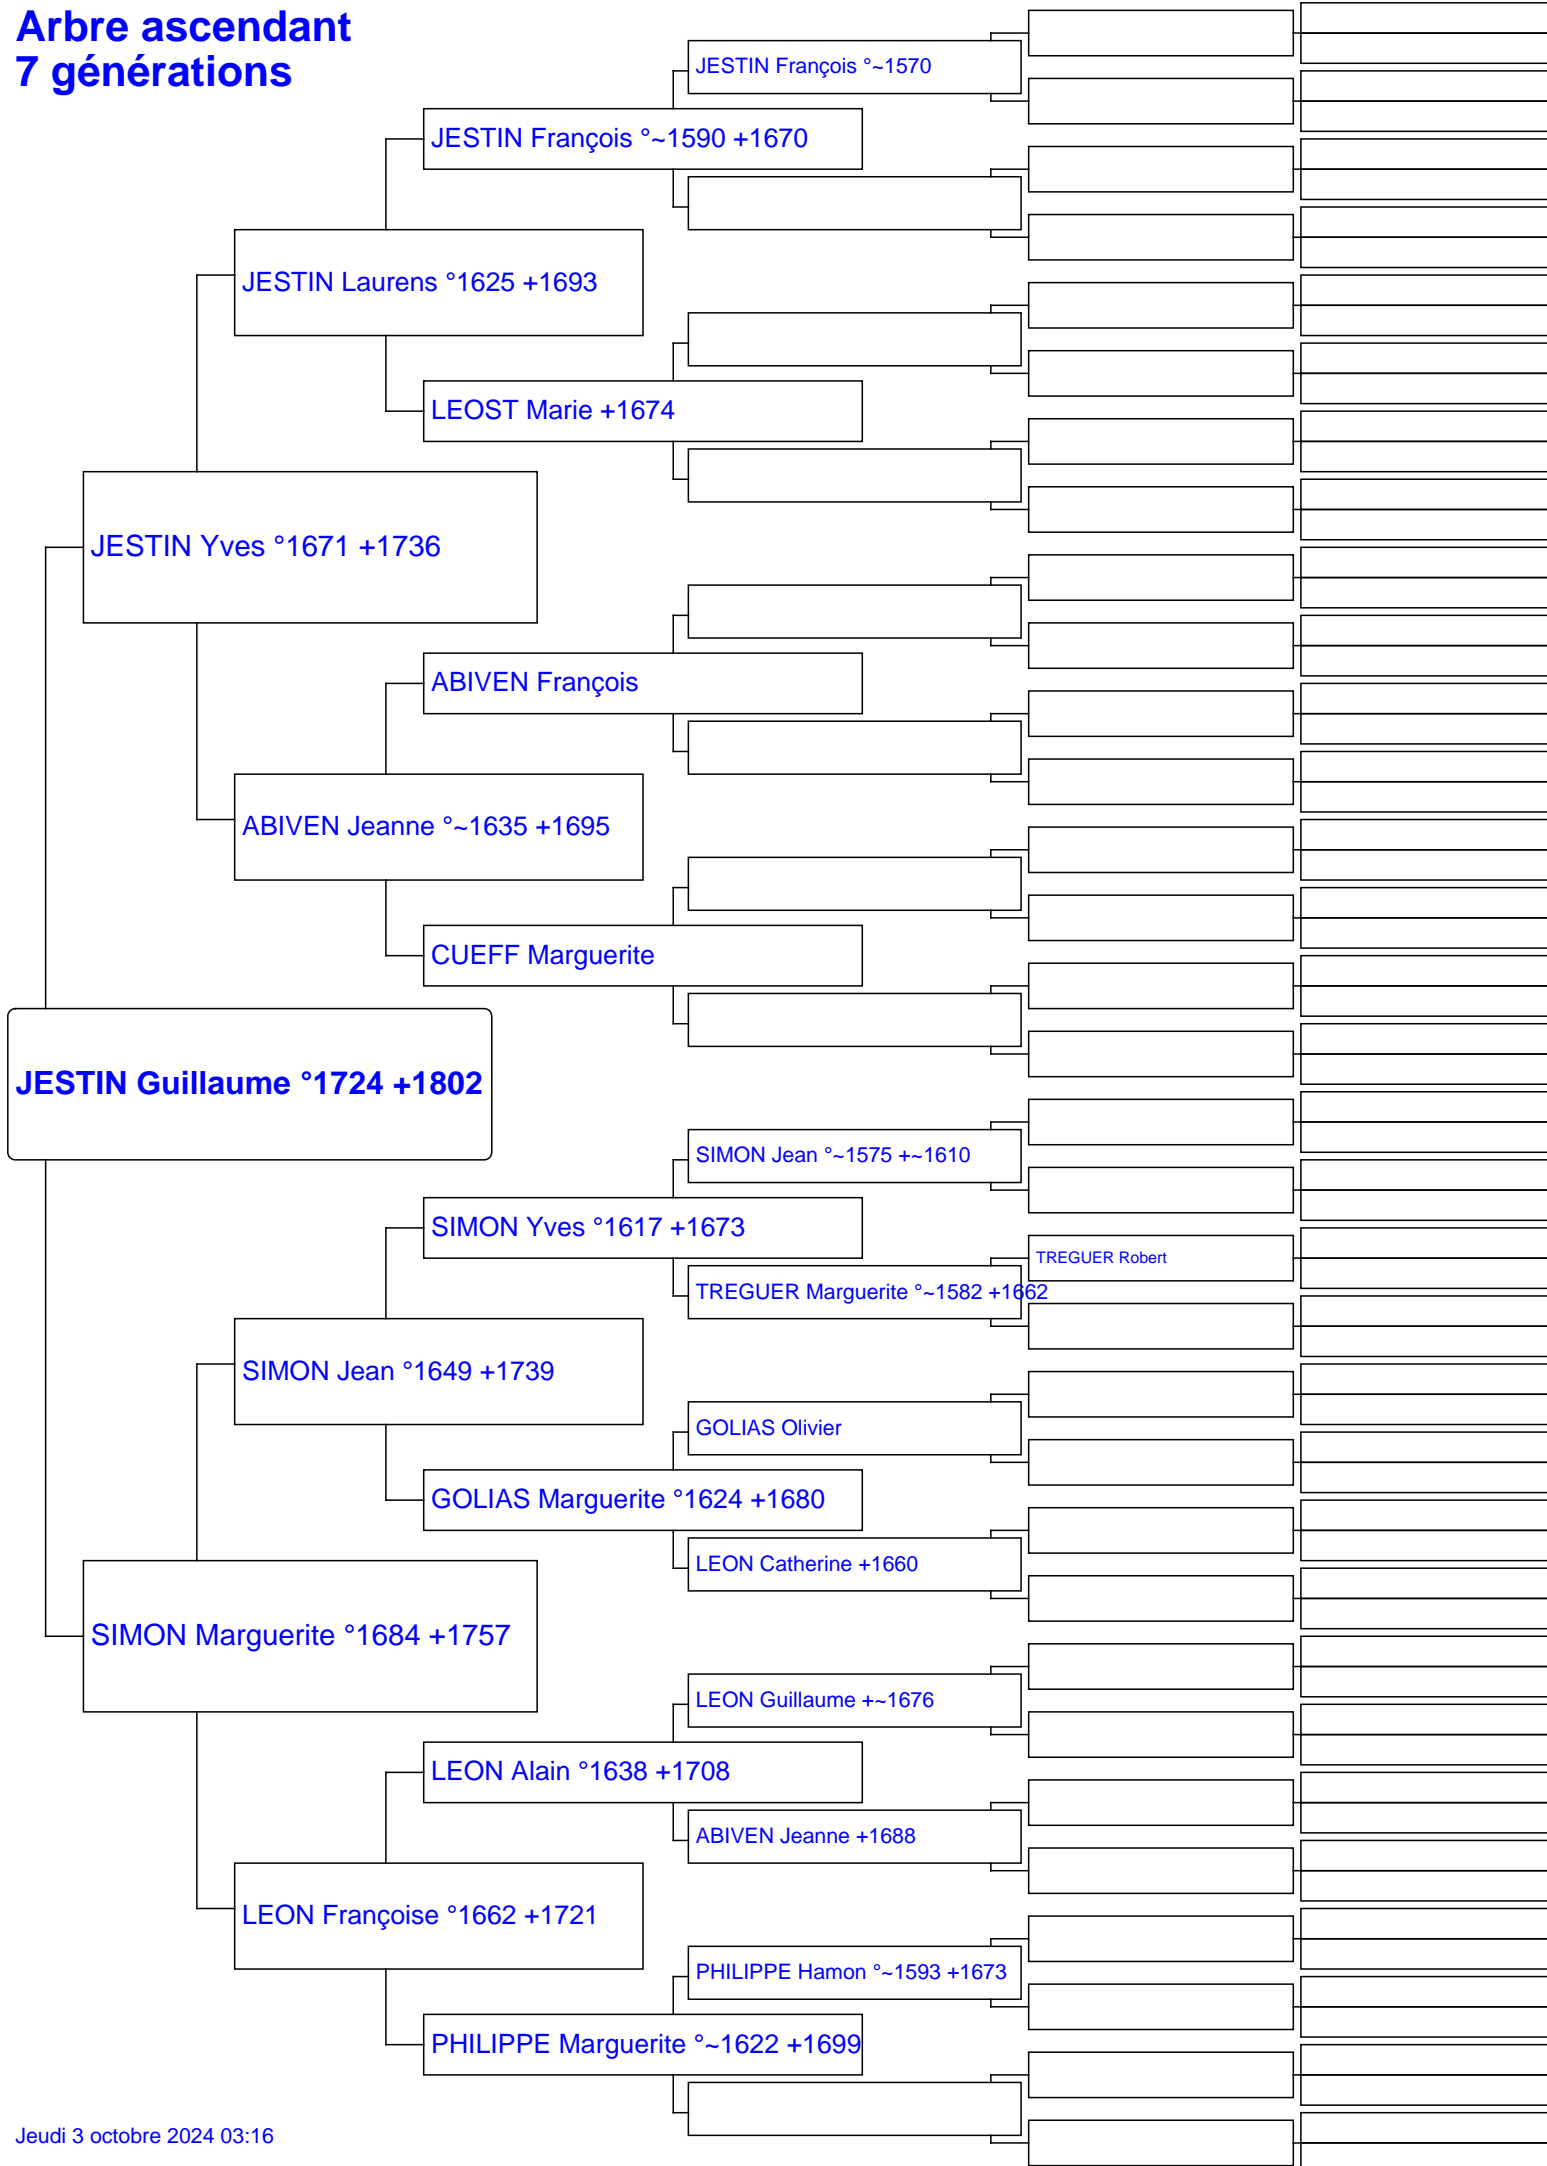 Arbre ascendant
7 générations
JESTIN François °~1570
JESTIN François °~1590 +1670
JESTIN Laurens °1625 +1693
LEOST Marie +1674
JESTIN Yves °1671 +1736
ABIVEN François
ABIVEN Jeanne °~1635 +1695
CUEFF Marguerite
JESTIN Guillaume °1724 +1802
SIMON Jean °~1575 +~1610
SIMON Yves °1617 +1673
TREGUER Robert
TREGUER Marguerite °~1582 +1662
SIMON Jean °1649 +1739
GOLIAS Olivier
GOLIAS Marguerite °1624 +1680
LEON Catherine +1660
SIMON Marguerite °1684 +1757
LEON Guillaume +~1676
LEON Alain °1638 +1708
ABIVEN Jeanne +1688
LEON Françoise °1662 +1721
PHILIPPE Hamon °~1593 +1673
PHILIPPE Marguerite °~1622 +1699
Jeudi 3 octobre 2024 03:16